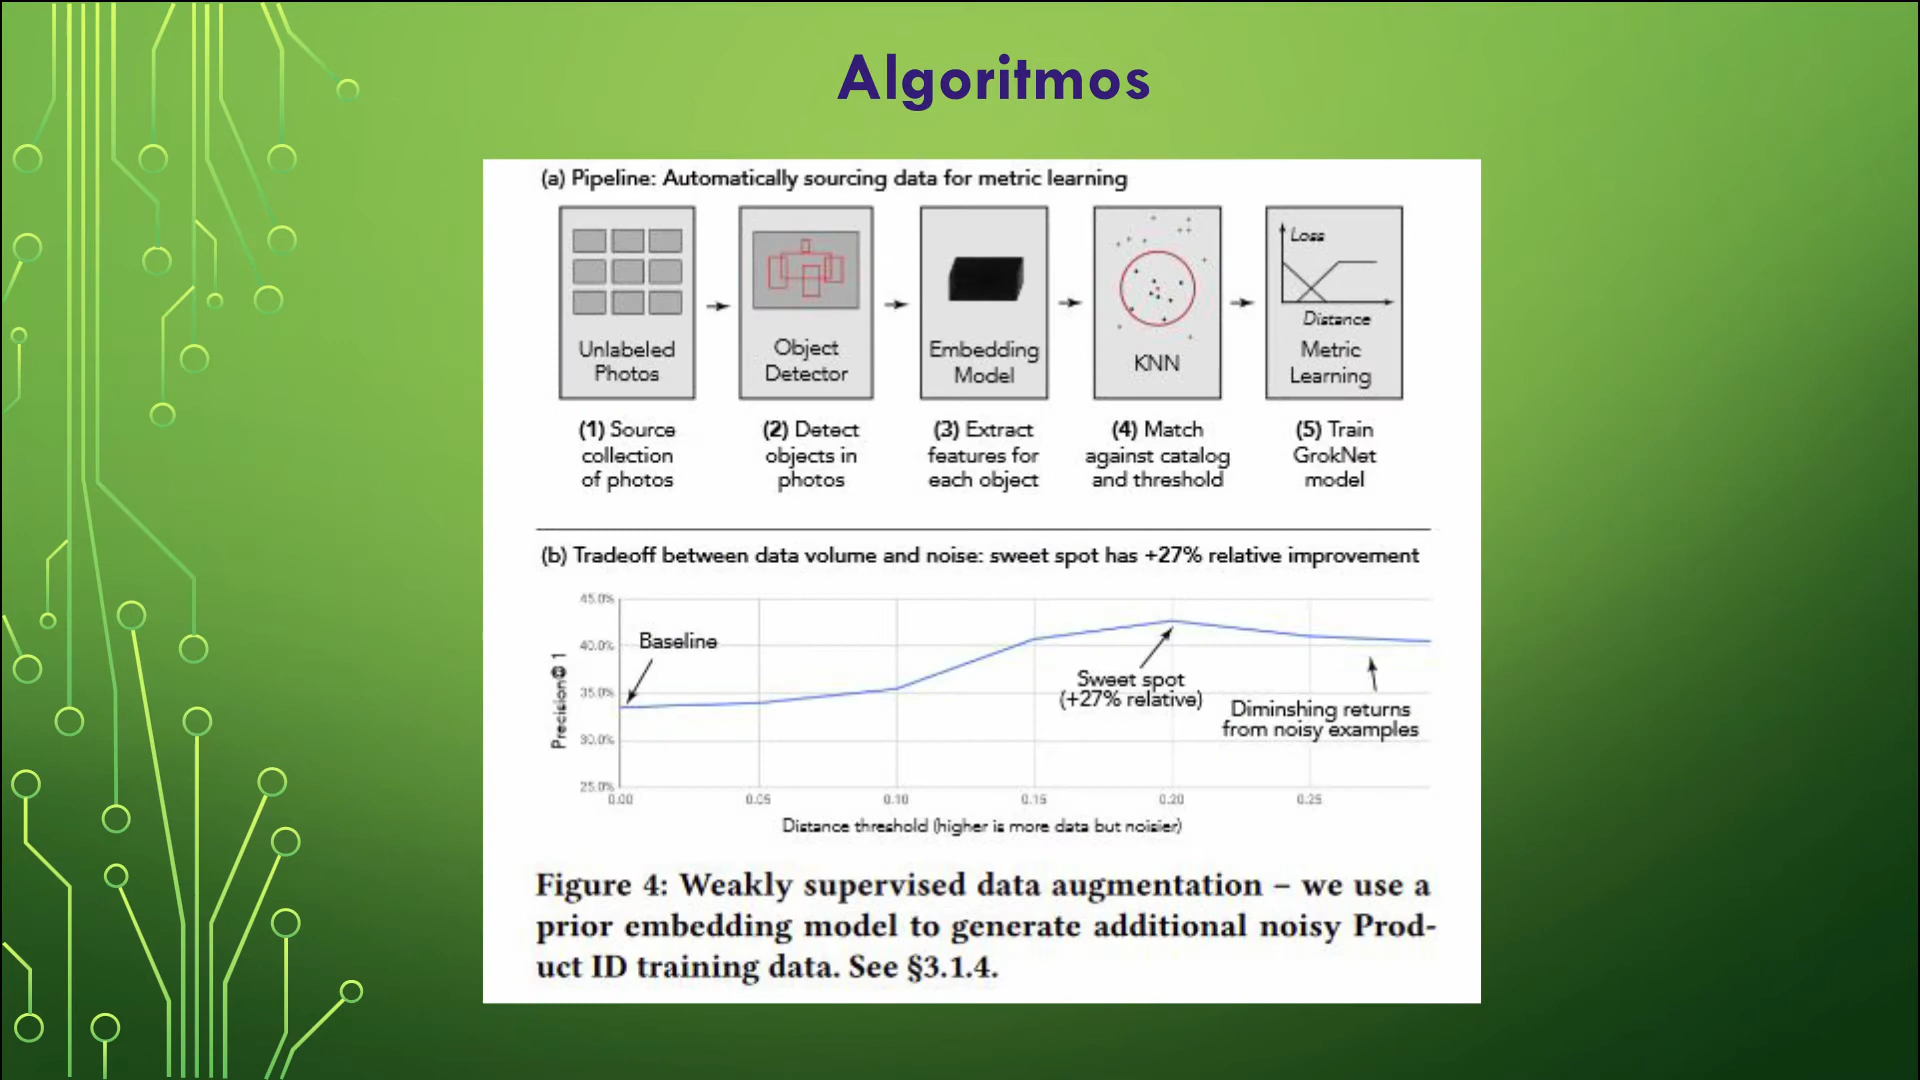 Algoritmos
(a) Pipeline: Automatically sourcing data for metric learning
Unlabeled
Photos
(1) Source
collection
of photos
Object
Detector
(2) Detect
objects in
photos
Embedding
Model
(3) Extract
features for
each object
KNN
(4) Match
against catalog
and threshold
Loss
Distance
Metric
Learning
(5) Train
GrokNet
model
(b) Tradeoff between data volume and noise: sweet spot has +27% relative improvement
45.0%
40.0%
35.0%
30.0%
25.0%
Precision@1
Baseline
Sweet spot
(+27% relative)
Diminshing returns
from noisy examples
0.00 0.05 0.10 0.15 0.20 0.25
Distance threshold (higher is more data but noisier)
Figure 4: Weakly supervised data augmentation – we use a
prior embedding model to generate additional noisy Prod-
uct ID training data. See §3.1.4.